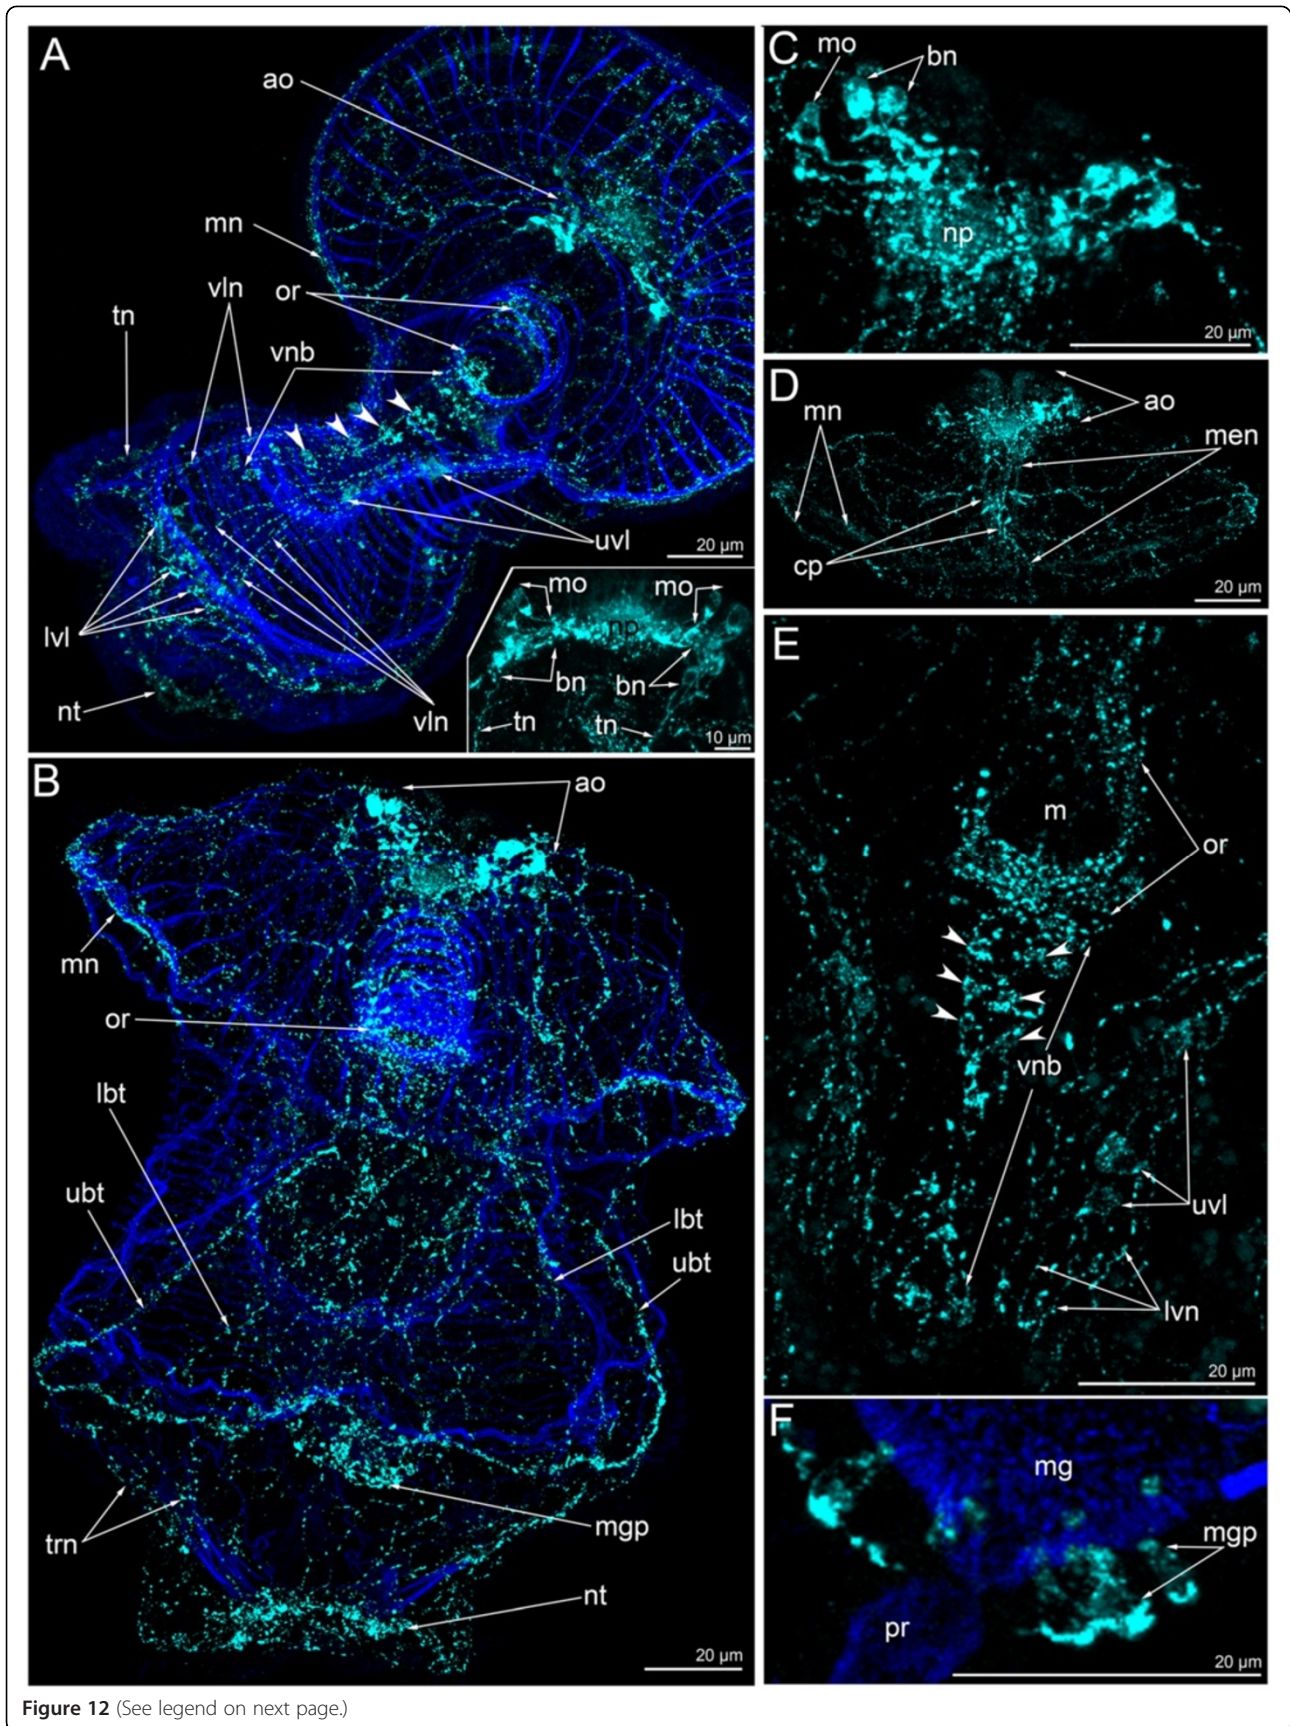 A
ao
mn
vln
or
tn
vnb
uvl
20 µm
lvl
nt
vln
mo
mo
np
bn
bn
tn
tn
10 µm
B
ao
mn
or
lbt
ubt
lbt
ubt
mgp
trn
nt
20 µm
C
mo
bn
np
20 µm
D
mn
ao
men
cp
20 µm
E
m
or
vnb
uvl
lvn
20 µm
F
mg
mgp
pr
20 µm
Figure 12 (See legend on next page.)